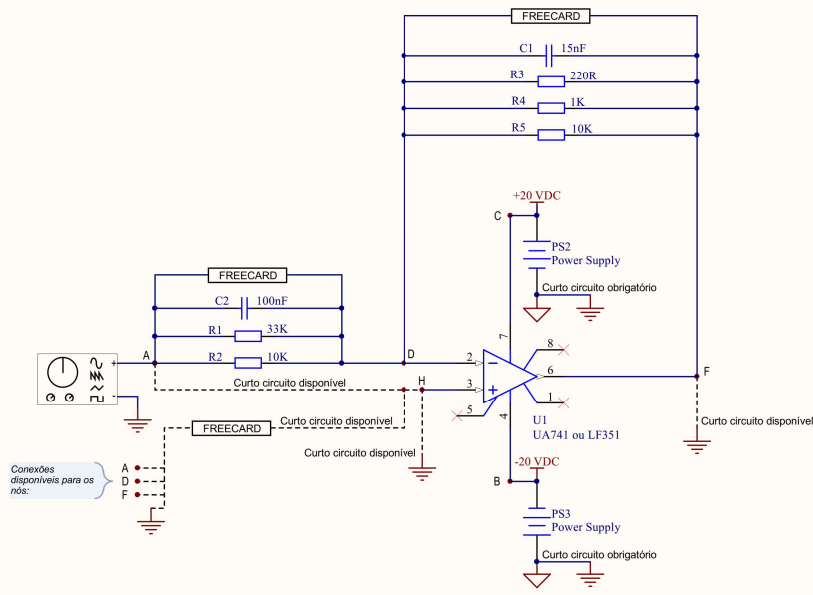 FREECARD
C1 15nF
R3 220R
R4 1K
R5 10K
+20 VDC
C
PS2
Power Supply
Curto circuito obrigatório
FREECARD
C2 100nF
R1 33K
R2 10K
A
D
+
-
Curto circuito disponível
H
2
3
7
8
6
1
5
4
F
U1
UA741 ou LF351
Curto circuito disponível
FREECARD
Curto circuito disponível
Curto circuito disponível
Conexões
disponíveis para os
nós:
A
D
F
-20 VDC
B
PS3
Power Supply
Curto circuito obrigatório